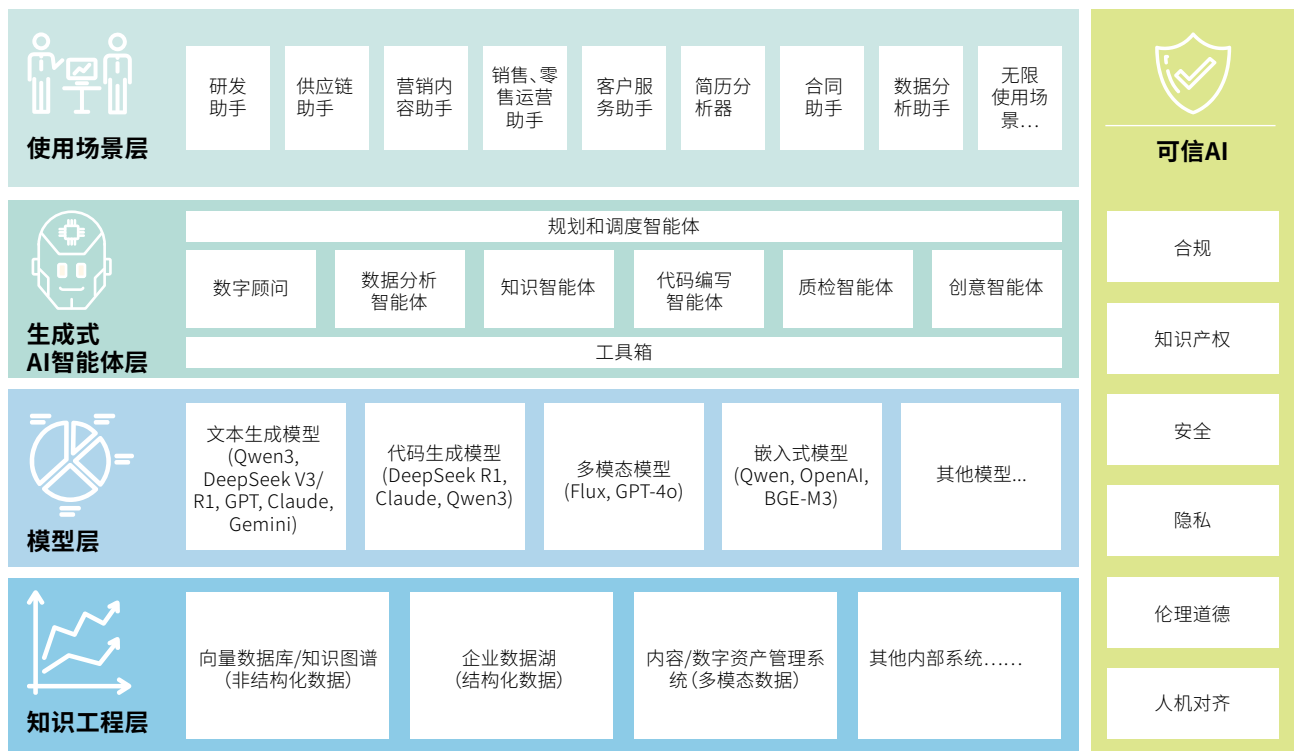 使用场景层
研发
助手
供应链
助手
营销内
容助手
销售、零
售运营
助手
客户服
务助手
简历分
析器
合同
助手
数据分
析助手
无限
使用场
景…
生成式
AI智能体层
规划和调度智能体
数字顾问
数据分析
智能体
知识智能体
代码编写
智能体
质检智能体
创意智能体
工具箱
模型层
文本生成模型
(Qwen3,
DeepSeek V3/
R1, GPT, Claude,
Gemini)
代码生成模型
(DeepSeek R1,
Claude, Qwen3)
多模态模型
(Flux, GPT-4o)
嵌入式模型
(Qwen, OpenAI,
BGE-M3)
其他模型...
知识工程层
向量数据库/知识图谱
(非结构化数据)
企业数据湖
(结构化数据)
内容/数字资产管理系
统(多模态数据)
其他内部系统……
可信AI
合规
知识产权
安全
隐私
伦理道德
人机对齐